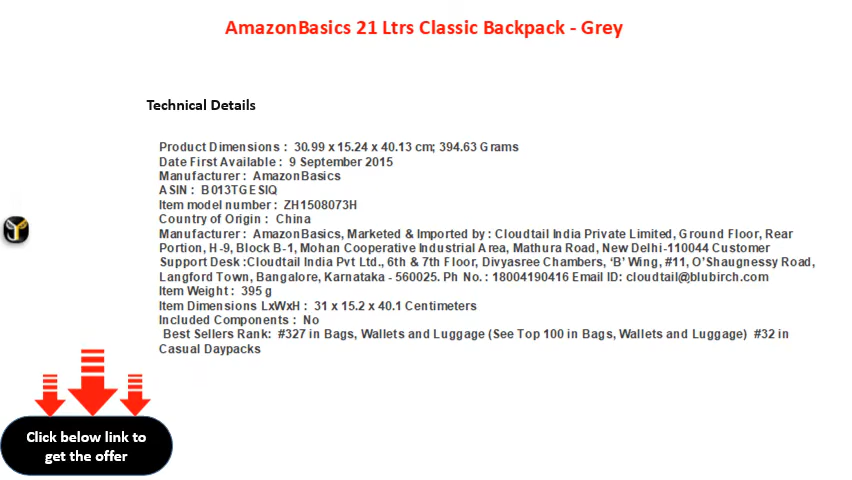 AmazonBasics 21 Ltrs Classic Backpack - Grey
Technical Details
Product Dimensions : 30.99 x 15.24 x 40.13 cm; 394.63 Grams
Date First Available : 9 September 2015
Manufacturer : AmazonBasics
ASIN : B013TGESIQ
Item model number : ZH1508073H
Country of Origin : China
Manufacturer : AmazonBasics, Marketed & Imported by : Cloudtail India Private Limited, Ground Floor, Rear
Portion, H-9, Block B-1, Mohan Cooperative Industrial Area, Mathura Road, New Delhi-110044 Customer
Support Desk :Cloudtail India Pvt Ltd., 6th & 7th Floor, Divyasree Chambers, ‘B’ Wing, #11, O’Shaugnessy Road,
Langford Town, Bangalore, Karnataka - 560025. Ph No. : 18004190416 Email ID: cloudtail@blubirch.com
Item Weight : 395 g
Item Dimensions LxWxH : 31 x 15.2 x 40.1 Centimeters
Included Components : No
Best Sellers Rank: #327 in Bags, Wallets and Luggage (See Top 100 in Bags, Wallets and Luggage) #32 in
Casual Daypacks
Click below link to
get the offer